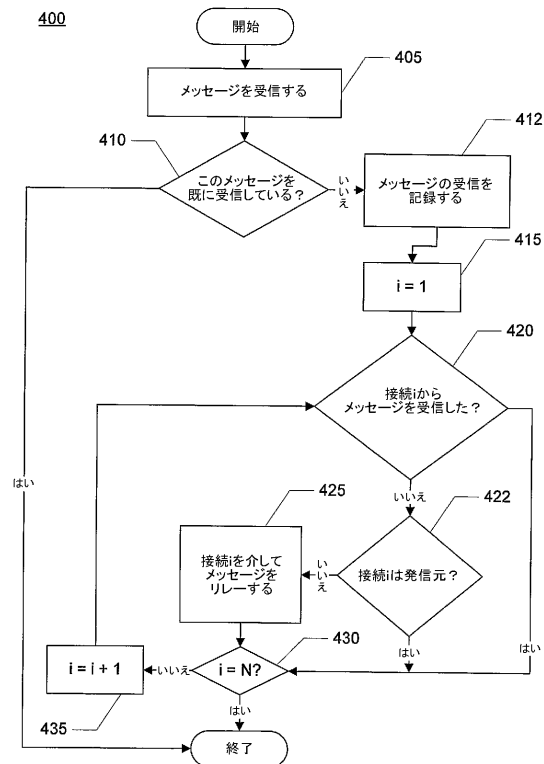 400
開始
405
メッセージを受信する
410
412
このメッセージを
既に受信している？
いいえ
メッセージの受信を
記録する
415
i = 1
420
接続iから
メッセージを受信した？
はい
いいえ
425
422
接続iを介して
メッセージを
リレーする
いいえ
接続iは発信元？
430
はい
はい
i = i + 1
いいえ
i = N?
435
はい
終了